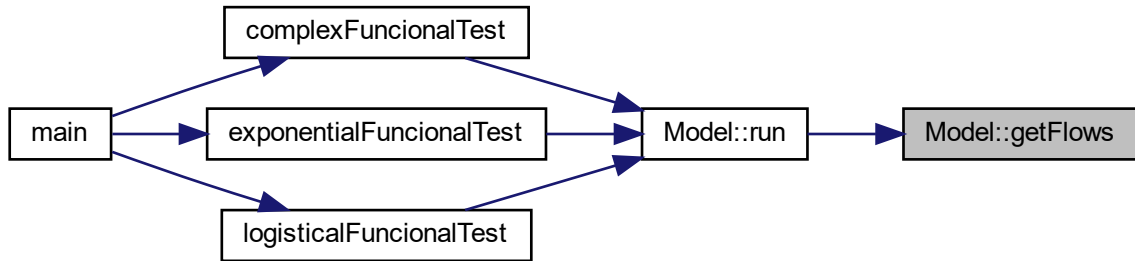 complexFuncionalTest
main
exponentialFuncionalTest
Model::run
Model::getFlows
logisticalFuncionalTest